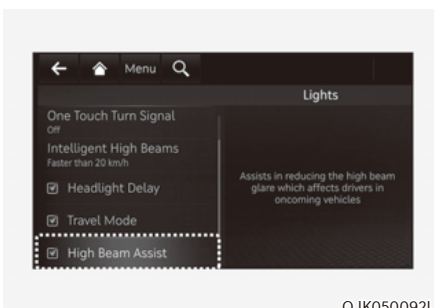 Menu
Lights
One Touch Turn Signal
Off
Intelligent High Beams
Faster than 20 km/h
Headlight Delay
Travel Mode
High Beam Assist
Assists in reducing the high beam
glare which affects drivers in
oncoming vehicles